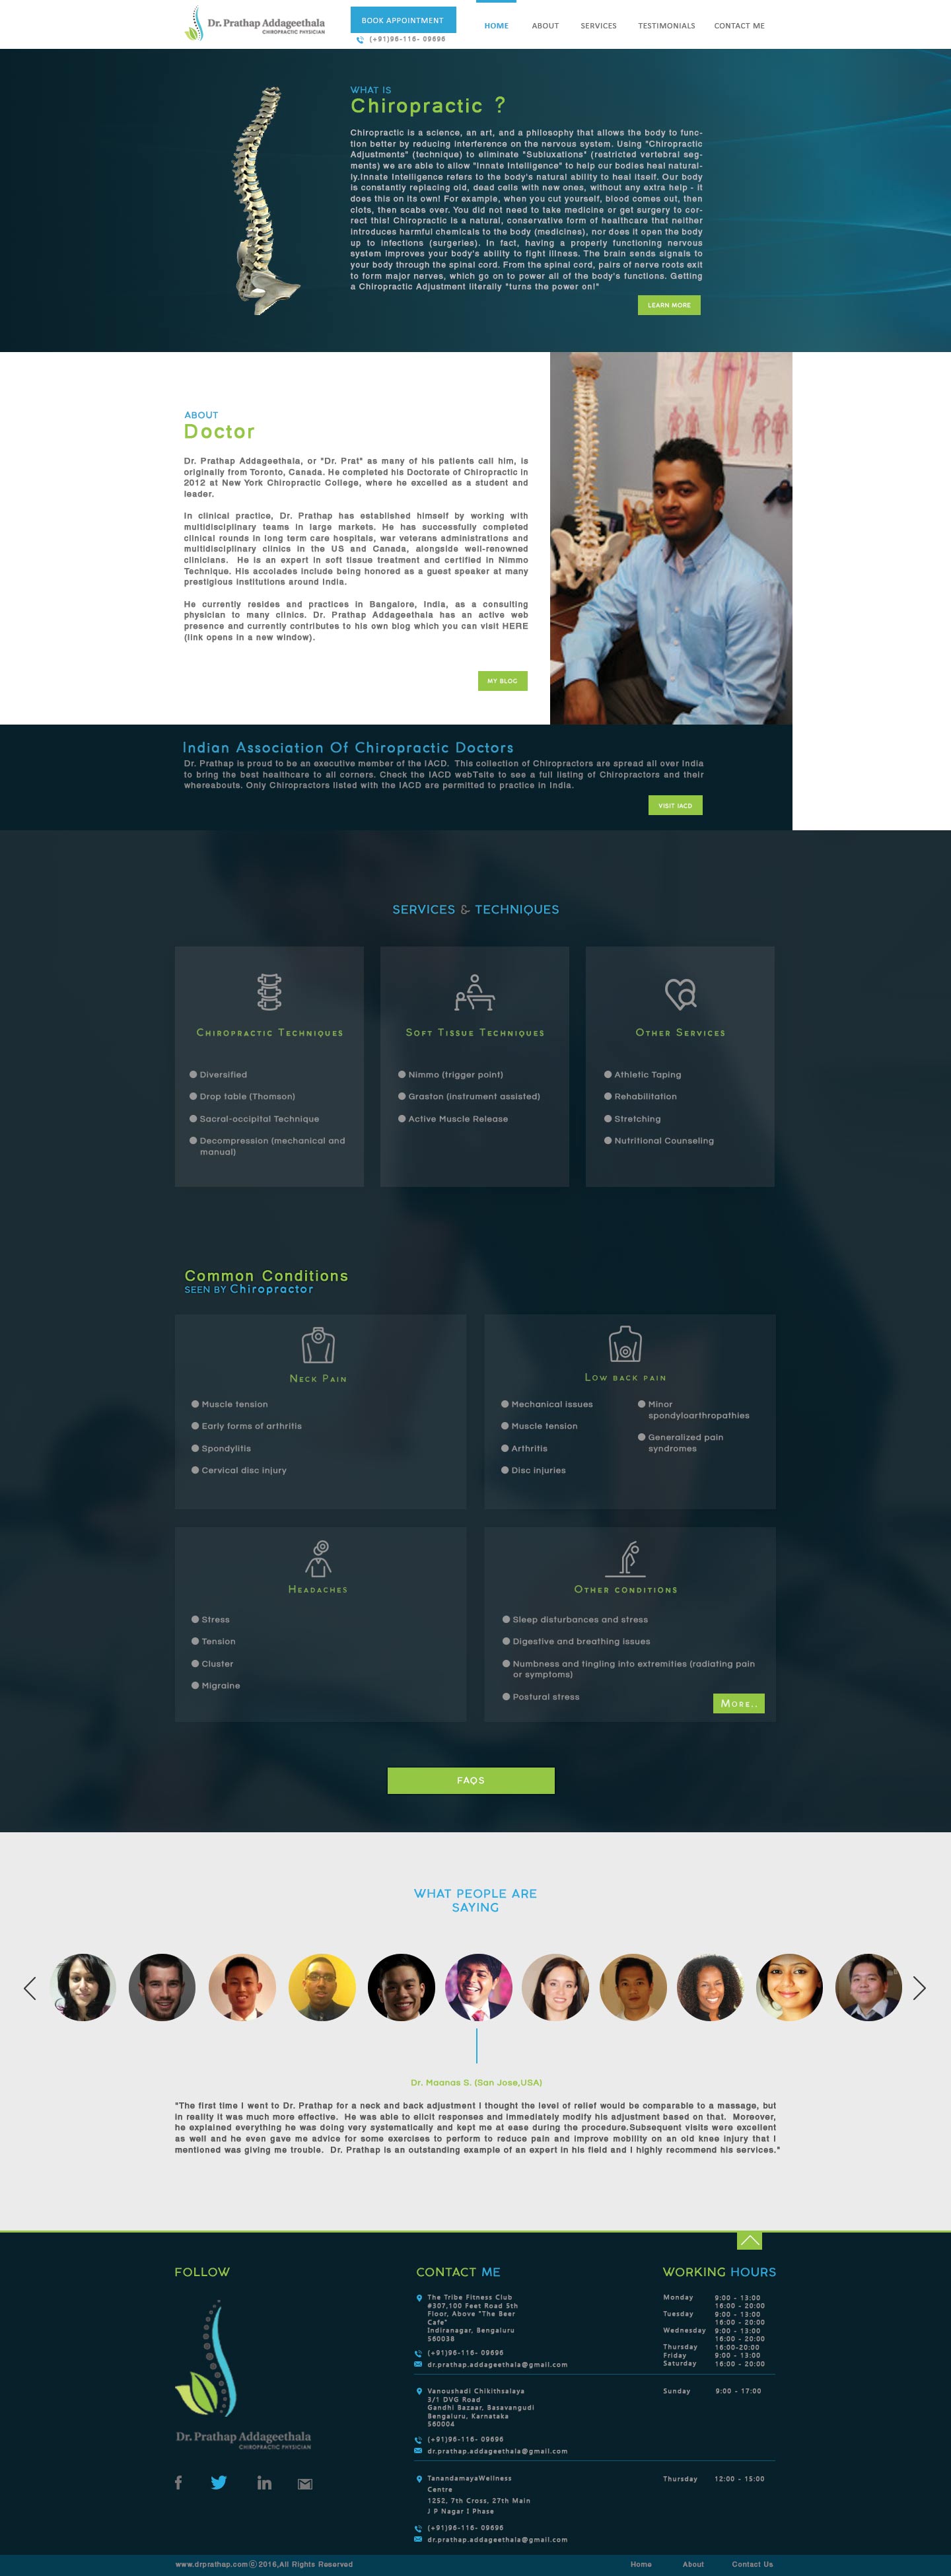 Dr. Prathap Addageethala
CHIROPRACTIC PHYSICIAN
BOOK APPOINTMENT
(+91)96-116- 09696
HOME
ABOUT
SERVICES
TESTIMONIALS
CONTACT ME
WHAT IS
Chiropractic ?
Chiropractic is a science, an art, and a philosophy that allows the body to func-
tion better by reducing interference on the nervous system. Using "Chiropractic
Adjustments" (technique) to eliminate "Subluxations" (restricted vertebral seg-
ments) we are able to allow "Innate Intelligence" to help our bodies heal natural-
ly.Innate Intelligence refers to the body's natural ability to heal itself. Our body
is constantly replacing old, dead cells with new ones, without any extra help - it
does this on its own! For example, when you cut yourself, blood comes out, then
clots, then scabs over. You did not need to take medicine or get surgery to cor-
rect this! Chiropractic is a natural, conservative form of healthcare that neither
introduces harmful chemicals to the body (medicines), nor does it open the body
up to infections (surgeries). In fact, having a properly functioning nervous
system improves your body's ability to fight illness. The brain sends signals to
your body through the spinal cord. From the spinal cord, pairs of nerve roots exit
to form major nerves, which go on to power all of the body's functions. Getting
a Chiropractic Adjustment literally "turns the power on!"
LEARN MORE
ABOUT
Doctor
Dr. Prathap Addageethala, or "Dr. Prat" as many of his patients call him, is
originally from Toronto, Canada. He completed his Doctorate of Chiropractic in
2012 at New York Chiropractic College, where he excelled as a student and
leader.
In clinical practice, Dr. Prathap has established himself by working with
multidisciplinary teams in large markets. He has successfully completed
clinical rounds in long term care hospitals, war veterans administrations and
multidisciplinary clinics in the US and Canada, alongside well-renowned
clinicians. He is an expert in soft tissue treatment and certified in Nimmo
Technique. His accolades include being honored as a guest speaker at many
prestigious institutions around India.
He currently resides and practices in Bangalore, India, as a consulting
physician to many clinics. Dr. Prathap Addageethala has an active web
presence and currently contributes to his own blog which you can visit HERE
(link opens in a new window).
MY BLOG
Indian Association Of Chiropractic Doctors
Dr. Prathap is proud to be an executive member of the IACD. This collection of Chiropractors are spread all over India
to bring the best healthcare to all corners. Check the IACD webTsite to see a full listing of Chiropractors and their
whereabouts. Only Chiropractors listed with the IACD are permitted to practice in India.
VISIT IACD
SERVICES & TECHNIQUES
Chiropractic Techniques
Diversified
Drop table (Thomson)
Sacral-occipital Technique
Decompression (mechanical and
manual)
Soft Tissue Techniques
Nimmo (trigger point)
Graston (instrument assisted)
Active Muscle Release
Other Services
Athletic Taping
Rehabilitation
Stretching
Nutritional Counseling
Common Conditions
SEEN BY Chiropractor
Neck Pain
Muscle tension
Early forms of arthritis
Spondylitis
Cervical disc injury
Low back pain
Mechanical issues
Muscle tension
Arthritis
Disc injuries
Minor
spondyloarthropathies
Generalized pain
syndromes
Headaches
Stress
Tension
Cluster
Migraine
Other conditions
Sleep disturbances and stress
Digestive and breathing issues
Numbness and tingling into extremities (radiating pain
or symptoms)
Postural stress
More..
FAQS
WHAT PEOPLE ARE
SAYING
Dr. Maanas S. (San Jose,USA)
"The first time I went to Dr. Prathap for a neck and back adjustment I thought the level of relief would be comparable to a massage, but
in reality it was much more effective. He was able to elicit responses and immediately modify his adjustment based on that. Moreover,
he explained everything he was doing very systematically and kept me at ease during the procedure.Subsequent visits were excellent
as well and he even gave me advice for some exercises to perform to reduce pain and improve mobility on an old knee injury that I
mentioned was giving me trouble. Dr. Prathap is an outstanding example of an expert in his field and I highly recommend his services."
FOLLOW
Dr. Prathap Addageethala
CHIROPRACTIC PHYSICIAN
CONTACT ME
The Tribe Fitness Club
#307,100 Feet Road 5th
Floor, Above "The Beer
Cafe"
Indiranagar, Bengaluru
560038
(+91)96-116- 09696
dr.prathap.addageethala@gmail.com
Vanoushadi Chikithsalaya
3/1 DVG Road
Gandhi Bazaar, Basavangudi
Bengaluru, Karnataka
560004
(+91)96-116- 09696
dr.prathap.addageethala@gmail.com
TanandamayaWellness
Centre
1252, 7th Cross, 27th Main
J P Nagar I Phase
(+91)96-116- 09696
dr.prathap.addageethala@gmail.com
WORKING HOURS
Monday 9:00 - 13:00
16:00 - 20:00
Tuesday 9:00 - 13:00
16:00 - 20:00
Wednesday 9:00 - 13:00
16:00 - 20:00
Thursday 16:00-20:00
Friday 9:00 - 13:00
Saturday 16:00 - 20:00
Sunday 9:00 - 17:00
Thursday 12:00 - 15:00
www.drprathap.com©2016,All Rights Reserved
Home
About
Contact Us